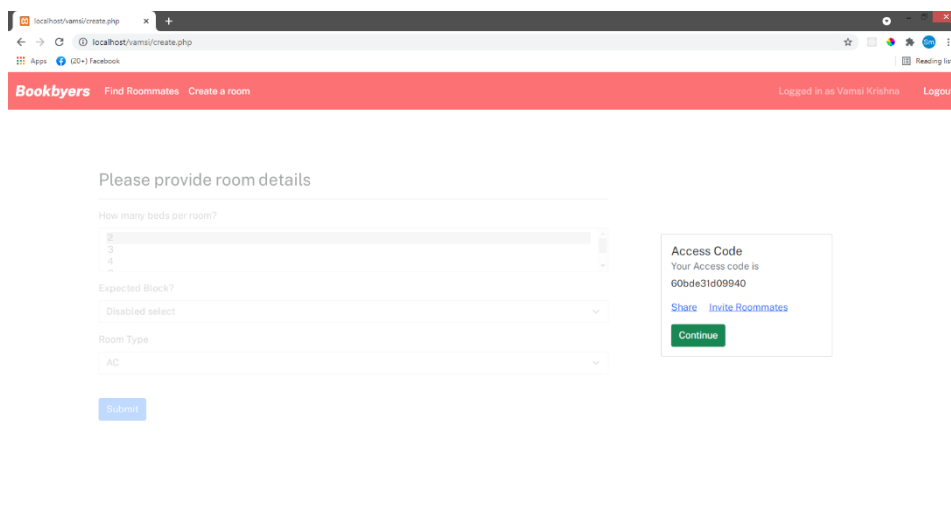 localhost/vamsi/create.php
localhost/vamsi/create.php
Sm
Apps (20+) Facebook Reading list
Bookbyers Find Roommates Create a room Logged in as Vamsi Krishna Logou
Please provide room details
How many beds per room?
2
3
4
Expected Block?
Disabled select
Room Type
AC
Submit
Access Code
Your Access code is
60bde31d09940
Share Invite Roommates
Continue